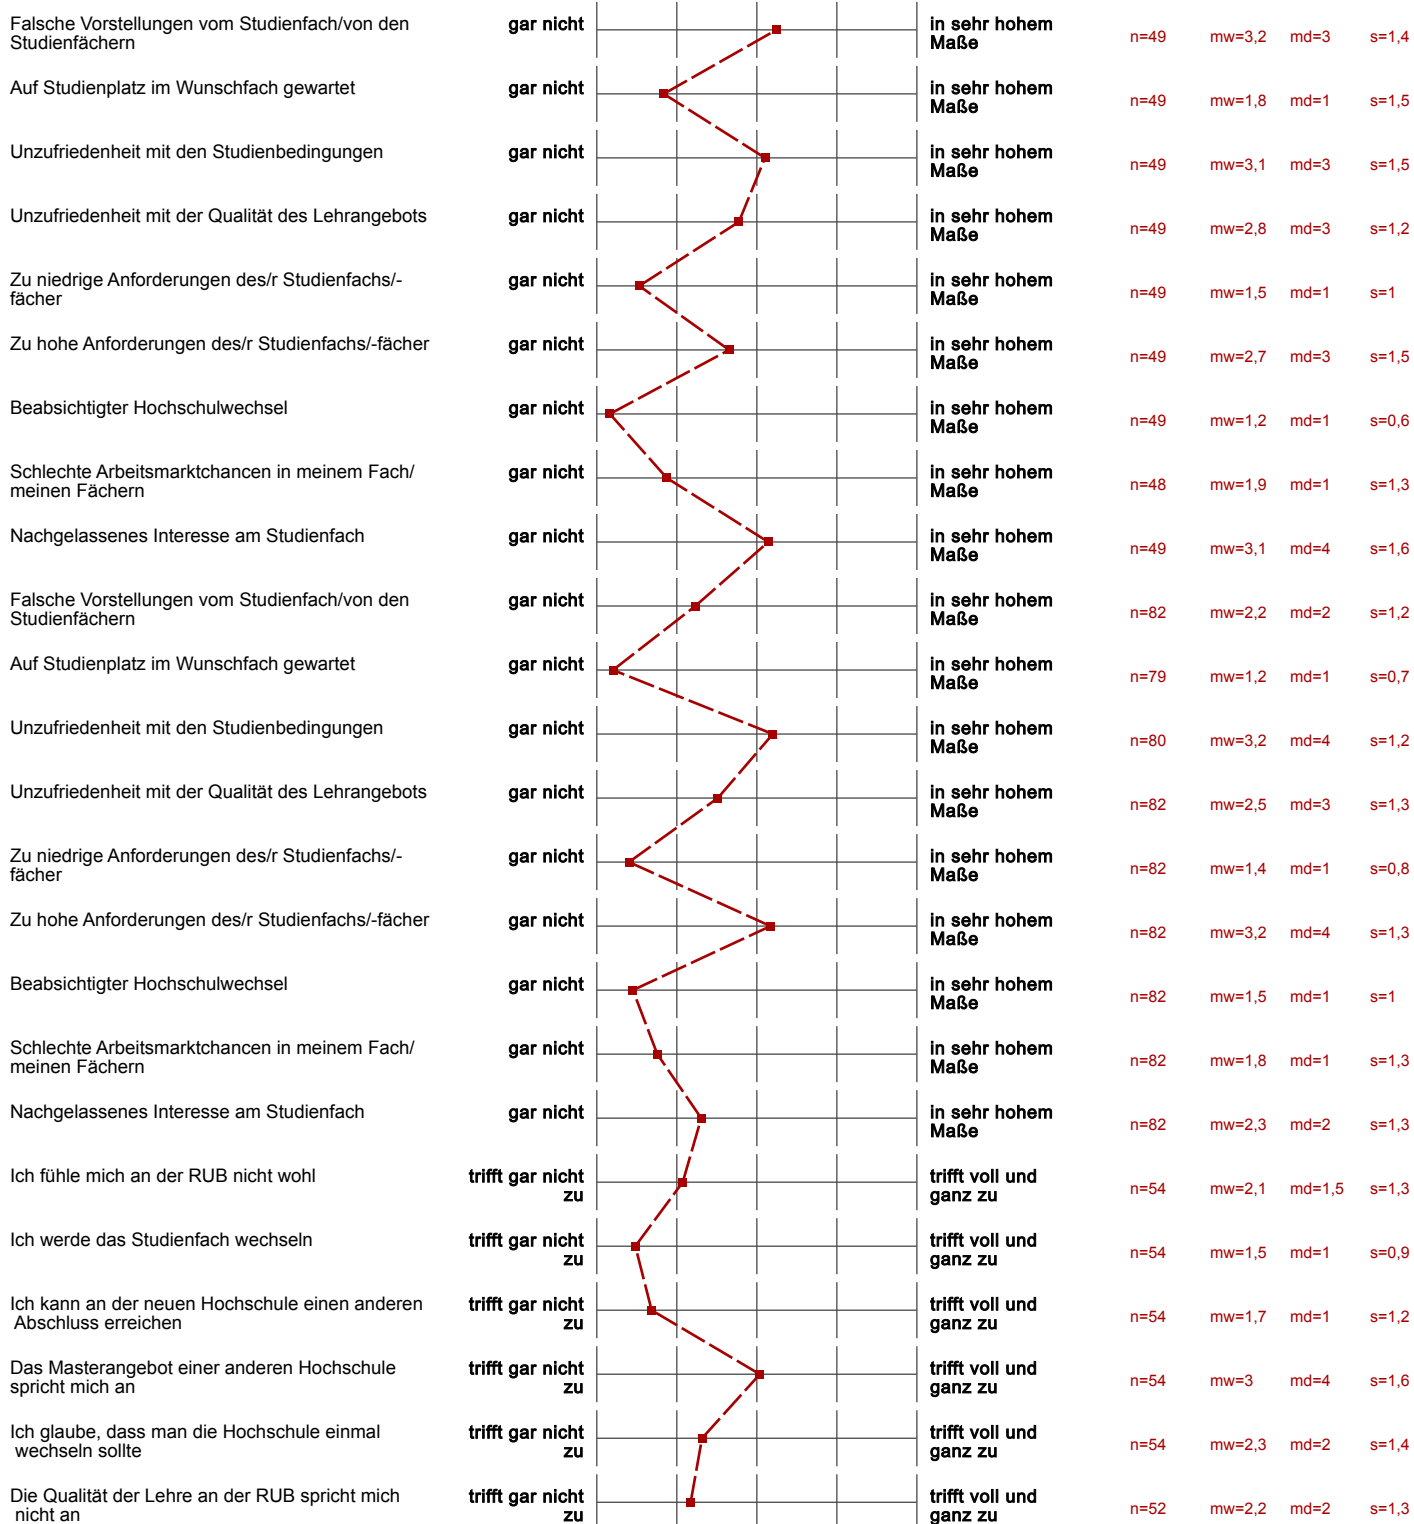 Falsche Vorstellungen vom Studienfach/von den
Studienfächern
gar nicht
in sehr hohem
Maße
n=49 mw=3,2 md=3 s=1,4
Auf Studienplatz im Wunschfach gewartet
gar nicht
in sehr hohem
Maße
n=49 mw=1,8 md=1 s=1,5
Unzufriedenheit mit den Studienbedingungen
gar nicht
in sehr hohem
Maße
n=49 mw=3,1 md=3 s=1,5
Unzufriedenheit mit der Qualität des Lehrangebots
gar nicht
in sehr hohem
Maße
n=49 mw=2,8 md=3 s=1,2
Zu niedrige Anforderungen des/r Studienfachs/-
fächer
gar nicht
in sehr hohem
Maße
n=49 mw=1,5 md=1 s=1
Zu hohe Anforderungen des/r Studienfachs/-fächer
gar nicht
in sehr hohem
Maße
n=49 mw=2,7 md=3 s=1,5
Beabsichtigter Hochschulwechsel
gar nicht
in sehr hohem
Maße
n=49 mw=1,2 md=1 s=0,6
Schlechte Arbeitsmarktchancen in meinem Fach/
meinen Fächern
gar nicht
in sehr hohem
Maße
n=48 mw=1,9 md=1 s=1,3
Nachgelassenes Interesse am Studienfach
gar nicht
in sehr hohem
Maße
n=49 mw=3,1 md=4 s=1,6
Falsche Vorstellungen vom Studienfach/von den
Studienfächern
gar nicht
in sehr hohem
Maße
n=82 mw=2,2 md=2 s=1,2
Auf Studienplatz im Wunschfach gewartet
gar nicht
in sehr hohem
Maße
n=79 mw=1,2 md=1 s=0,7
Unzufriedenheit mit den Studienbedingungen
gar nicht
in sehr hohem
Maße
n=80 mw=3,2 md=4 s=1,2
Unzufriedenheit mit der Qualität des Lehrangebots
gar nicht
in sehr hohem
Maße
n=82 mw=2,5 md=3 s=1,3
Zu niedrige Anforderungen des/r Studienfachs/-
fächer
gar nicht
in sehr hohem
Maße
n=82 mw=1,4 md=1 s=0,8
Zu hohe Anforderungen des/r Studienfachs/-fächer
gar nicht
in sehr hohem
Maße
n=82 mw=3,2 md=4 s=1,3
Beabsichtigter Hochschulwechsel
gar nicht
in sehr hohem
Maße
n=82 mw=1,5 md=1 s=1
Schlechte Arbeitsmarktchancen in meinem Fach/
meinen Fächern
gar nicht
in sehr hohem
Maße
n=82 mw=1,8 md=1 s=1,3
Nachgelassenes Interesse am Studienfach
gar nicht
in sehr hohem
Maße
n=82 mw=2,3 md=2 s=1,3
Ich fühle mich an der RUB nicht wohl
trifft gar nicht
zu
trifft voll und
ganz zu
n=54 mw=2,1 md=1,5 s=1,3
Ich werde das Studienfach wechseln
trifft gar nicht
zu
trifft voll und
ganz zu
n=54 mw=1,5 md=1 s=0,9
Ich kann an der neuen Hochschule einen anderen
Abschluss erreichen
trifft gar nicht
zu
trifft voll und
ganz zu
n=54 mw=1,7 md=1 s=1,2
Das Masterangebot einer anderen Hochschule
spricht mich an
trifft gar nicht
zu
trifft voll und
ganz zu
n=54 mw=3 md=4 s=1,6
Ich glaube, dass man die Hochschule einmal
wechseln sollte
trifft gar nicht
zu
trifft voll und
ganz zu
n=54 mw=2,3 md=2 s=1,4
Die Qualität der Lehre an der RUB spricht mich
nicht an
trifft gar nicht
zu
trifft voll und
ganz zu
n=52 mw=2,2 md=2 s=1,3